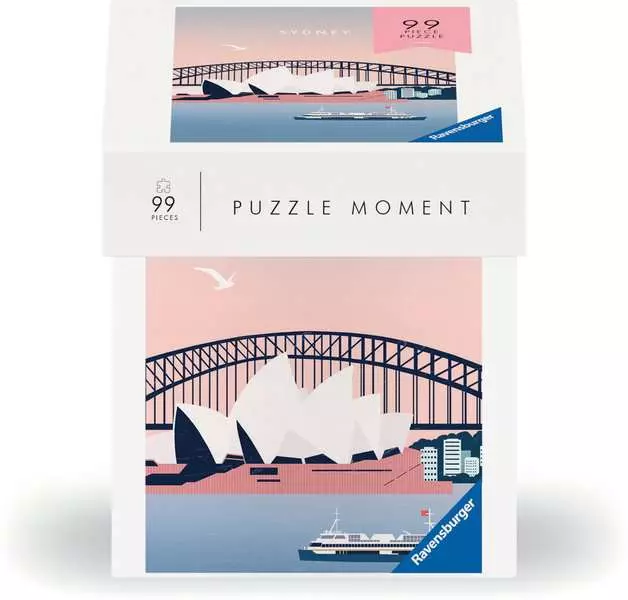 SYDNEY
99
PIECE
PUZZLE
Ravensburger
99
PIECES
PUZZLE MOMENT
Ravensburger